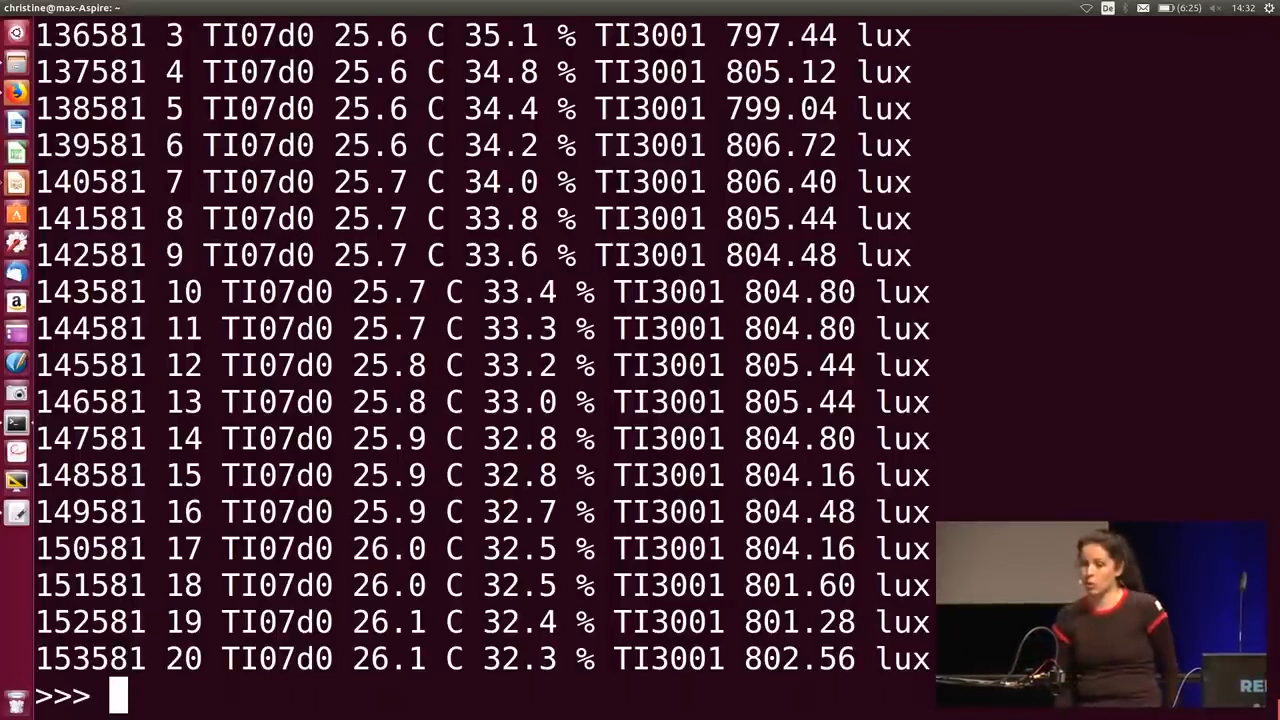 christine@max-Aspire: ~
De
(6:25)
14:32
136581 3 TI07d0 25.6 C 35.1 % TI3001 797.44 lux
137581 4 TI07d0 25.6 C 34.8 % TI3001 805.12 lux
138581 5 TI07d0 25.6 C 34.4 % TI3001 799.04 lux
139581 6 TI07d0 25.6 C 34.2 % TI3001 806.72 lux
140581 7 TI07d0 25.7 C 34.0 % TI3001 806.40 lux
141581 8 TI07d0 25.7 C 33.8 % TI3001 805.44 lux
142581 9 TI07d0 25.7 C 33.6 % TI3001 804.48 lux
143581 10 TI07d0 25.7 C 33.4 % TI3001 804.80 lux
144581 11 TI07d0 25.7 C 33.3 % TI3001 804.80 lux
145581 12 TI07d0 25.8 C 33.2 % TI3001 805.44 lux
146581 13 TI07d0 25.8 C 33.0 % TI3001 805.44 lux
147581 14 TI07d0 25.9 C 32.8 % TI3001 804.80 lux
148581 15 TI07d0 25.9 C 32.8 % TI3001 804.16 lux
149581 16 TI07d0 25.9 C 32.7 % TI3001 804.48 lux
150581 17 TI07d0 26.0 C 32.5 % TI3001 804.16 lux
151581 18 TI07d0 26.0 C 32.5 % TI3001 801.60 lux
152581 19 TI07d0 26.1 C 32.4 % TI3001 801.28 lux
153581 20 TI07d0 26.1 C 32.3 % TI3001 802.56 lux
>>>